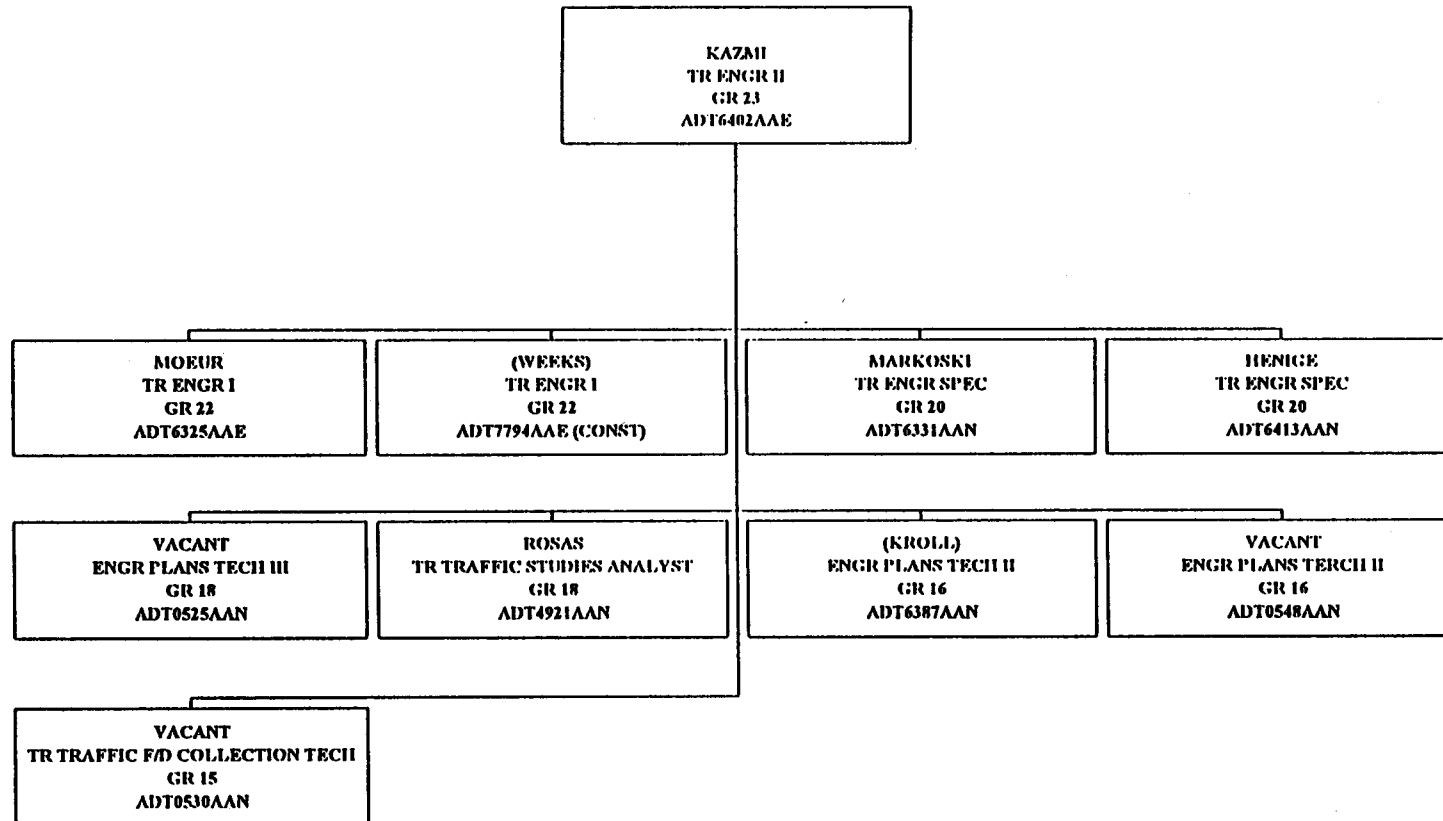 KAZMI
TR ENGR II
GR 23
ADT6402AAE
MOEUR
TR ENGR I
GR 22
ADT6325AAE
(WEEKS)
TR ENGR I
GR 22
ADT7794AAE (CONST)
MARKOSKI
TR ENGR SPEC
GR 20
ADT6331AAN
HENIGE
TR ENGR SPEC
GR 20
ADT6413AAN
VACANT
ENGR PLANS TECH III
GR 18
ADT0525AAN
ROSAS
TR TRAFFIC STUDIES ANALYST
GR 18
ADT4921AAN
(KROLL)
ENGR PLANS TECH II
GR 16
ADT6387AAN
VACANT
ENGR PLANS TERCH II
GR 16
ADT0548AAN
VACANT
TR TRAFFIC F/D COLLECTION TECH
GR 15
ADT0530AAN